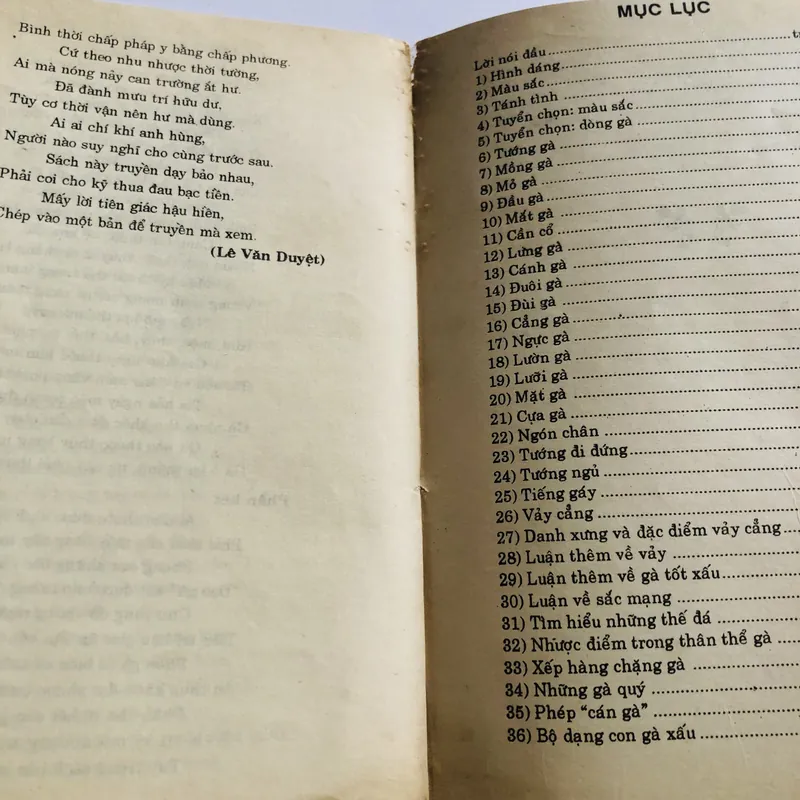 Bình thời chấp pháp y bằng chấp phương.
Cứ theo nhu nhược thời tường,
Ai mà nóng nảy can trường ắt hư.
Đã đành mưu trí hữu dư,
Tùy cơ thời vận nên hư mà dùng.
Ai ai chí khí anh hùng,
Người nào suy nghĩ cho cùng trước sau.
Sách này truyền dạy bảo nhau,
Phải coi cho kỹ thua đau bạc tiền.
Mấy lời tiên giác hậu hiền,
Chép vào một bản để truyền mà xem.
(Lê Văn Duyệt)
MỤC LỤC
Lời nói đầu
1) Hình dáng
2) Màu sắc
3) Tánh tình
4) Tuyển chọn: màu sắc
5) Tuyển chọn: dòng gà
6) Tướng gà
7) Mồng gà
8) Mỏ gà
9) Đầu gà
10) Mắt gà
11) Cần cổ
12) Lưng gà
13) Cánh gà
14) Đuôi gà
15) Đùi gà
16) Cẳng gà
17) Ngực gà
18) Lườn gà
19) Lưỡi gà
20) Mặt gà
21) Cựa gà
22) Ngón chân
23) Tướng đi đứng
24) Tướng ngủ
25) Tiếng gáy
26) Vảy cẳng
27) Danh xưng và đặc điểm vảy cẳng
28) Luận thêm về vảy
29) Luận thêm về gà tốt xấu
30) Luận về sắc mạng
31) Tìm hiểu những thế đá
32) Nhược điểm trong thân thể gà
33) Xếp hàng chặng gà
34) Những gà quý
35) Phép “cán gà”
36) Bộ dạng con gà xấu